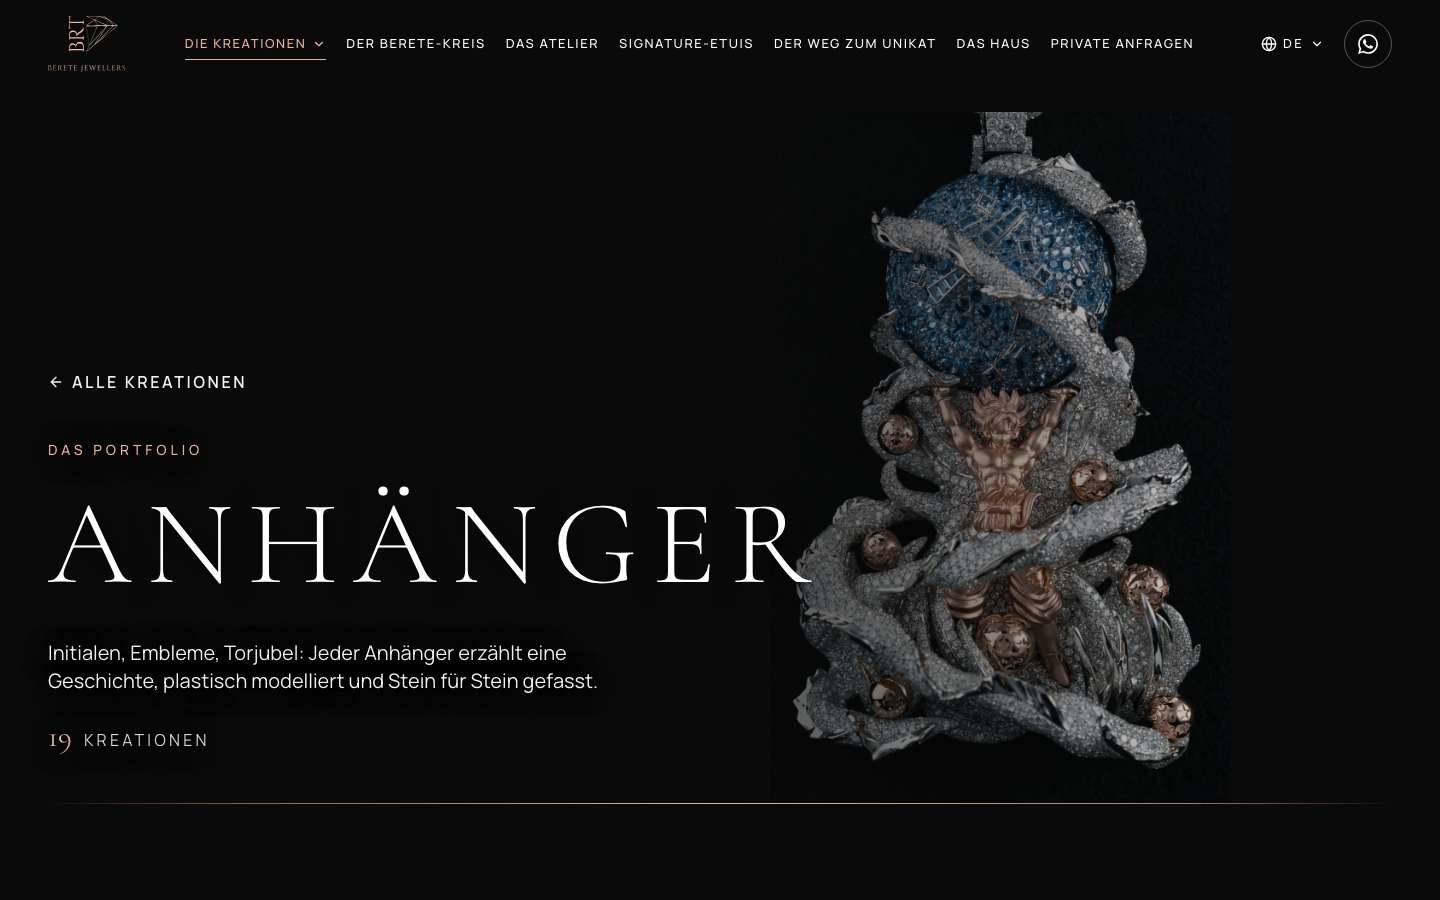 BRT
BERETE JEWELLERS
DIE KREATIONEN
DER BERETE-KREIS
DAS ATELIER
SIGNATURE-ETUIS
DER WEG ZUM UNIKAT
DAS HAUS
PRIVATE ANFRAGEN
DE
ALLE KREATIONEN
DAS PORTFOLIO
ANHÄNGER
Initialen, Embleme, Torjubel: Jeder Anhänger erzählt eine
Geschichte, plastisch modelliert und Stein für Stein gefasst.
19 KREATIONEN